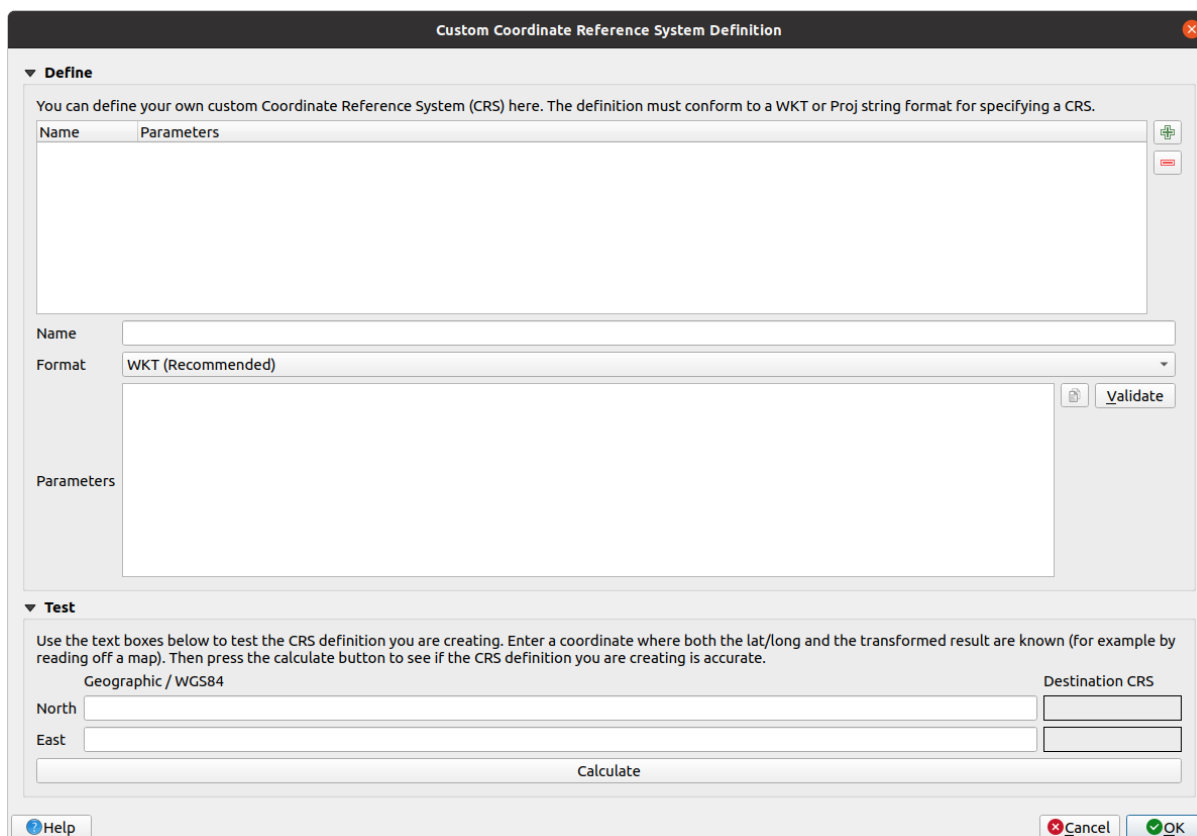 Custom Coordinate Reference System Definition
Define
You can define your own custom Coordinate Reference System (CRS) here. The definition must conform to a WKT or Proj string format for specifying a CRS.
Name Parameters
Name
Format WKT (Recommended)
Validate
Parameters
Test
Use the text boxes below to test the CRS definition you are creating. Enter a coordinate where both the lat/long and the transformed result are known (for example by
reading off a map). Then press the calculate button to see if the CRS definition you are creating is accurate.
Geographic / WGS84 Destination CRS
North
East
Calculate
Help Cancel OK